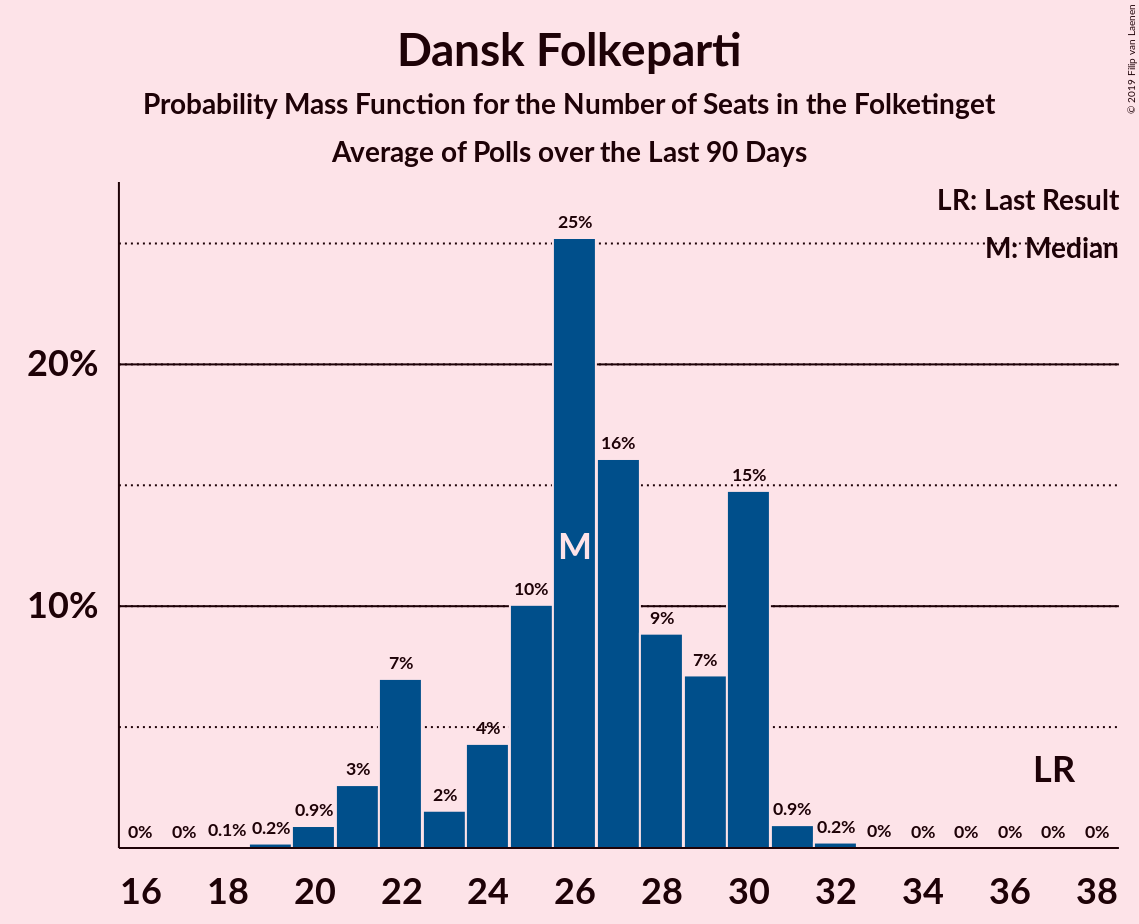 Dansk Folkeparti
Probability Mass Function for the Number of Seats in the Folketinget
Average of Polls over the Last 90 Days
© 2019 Filip van Laenen
LR: Last Result
M: Median
25%
20%
16%
15%
M
10%
10%
9%
7%
7%
4%
LR
3%
2%
0.9%
0.9%
0% 0% 0.1% 0.2% 0.2% 0% 0% 0% 0% 0% 0%
16 18 20 22 24 26 28 30 32 34 36 38